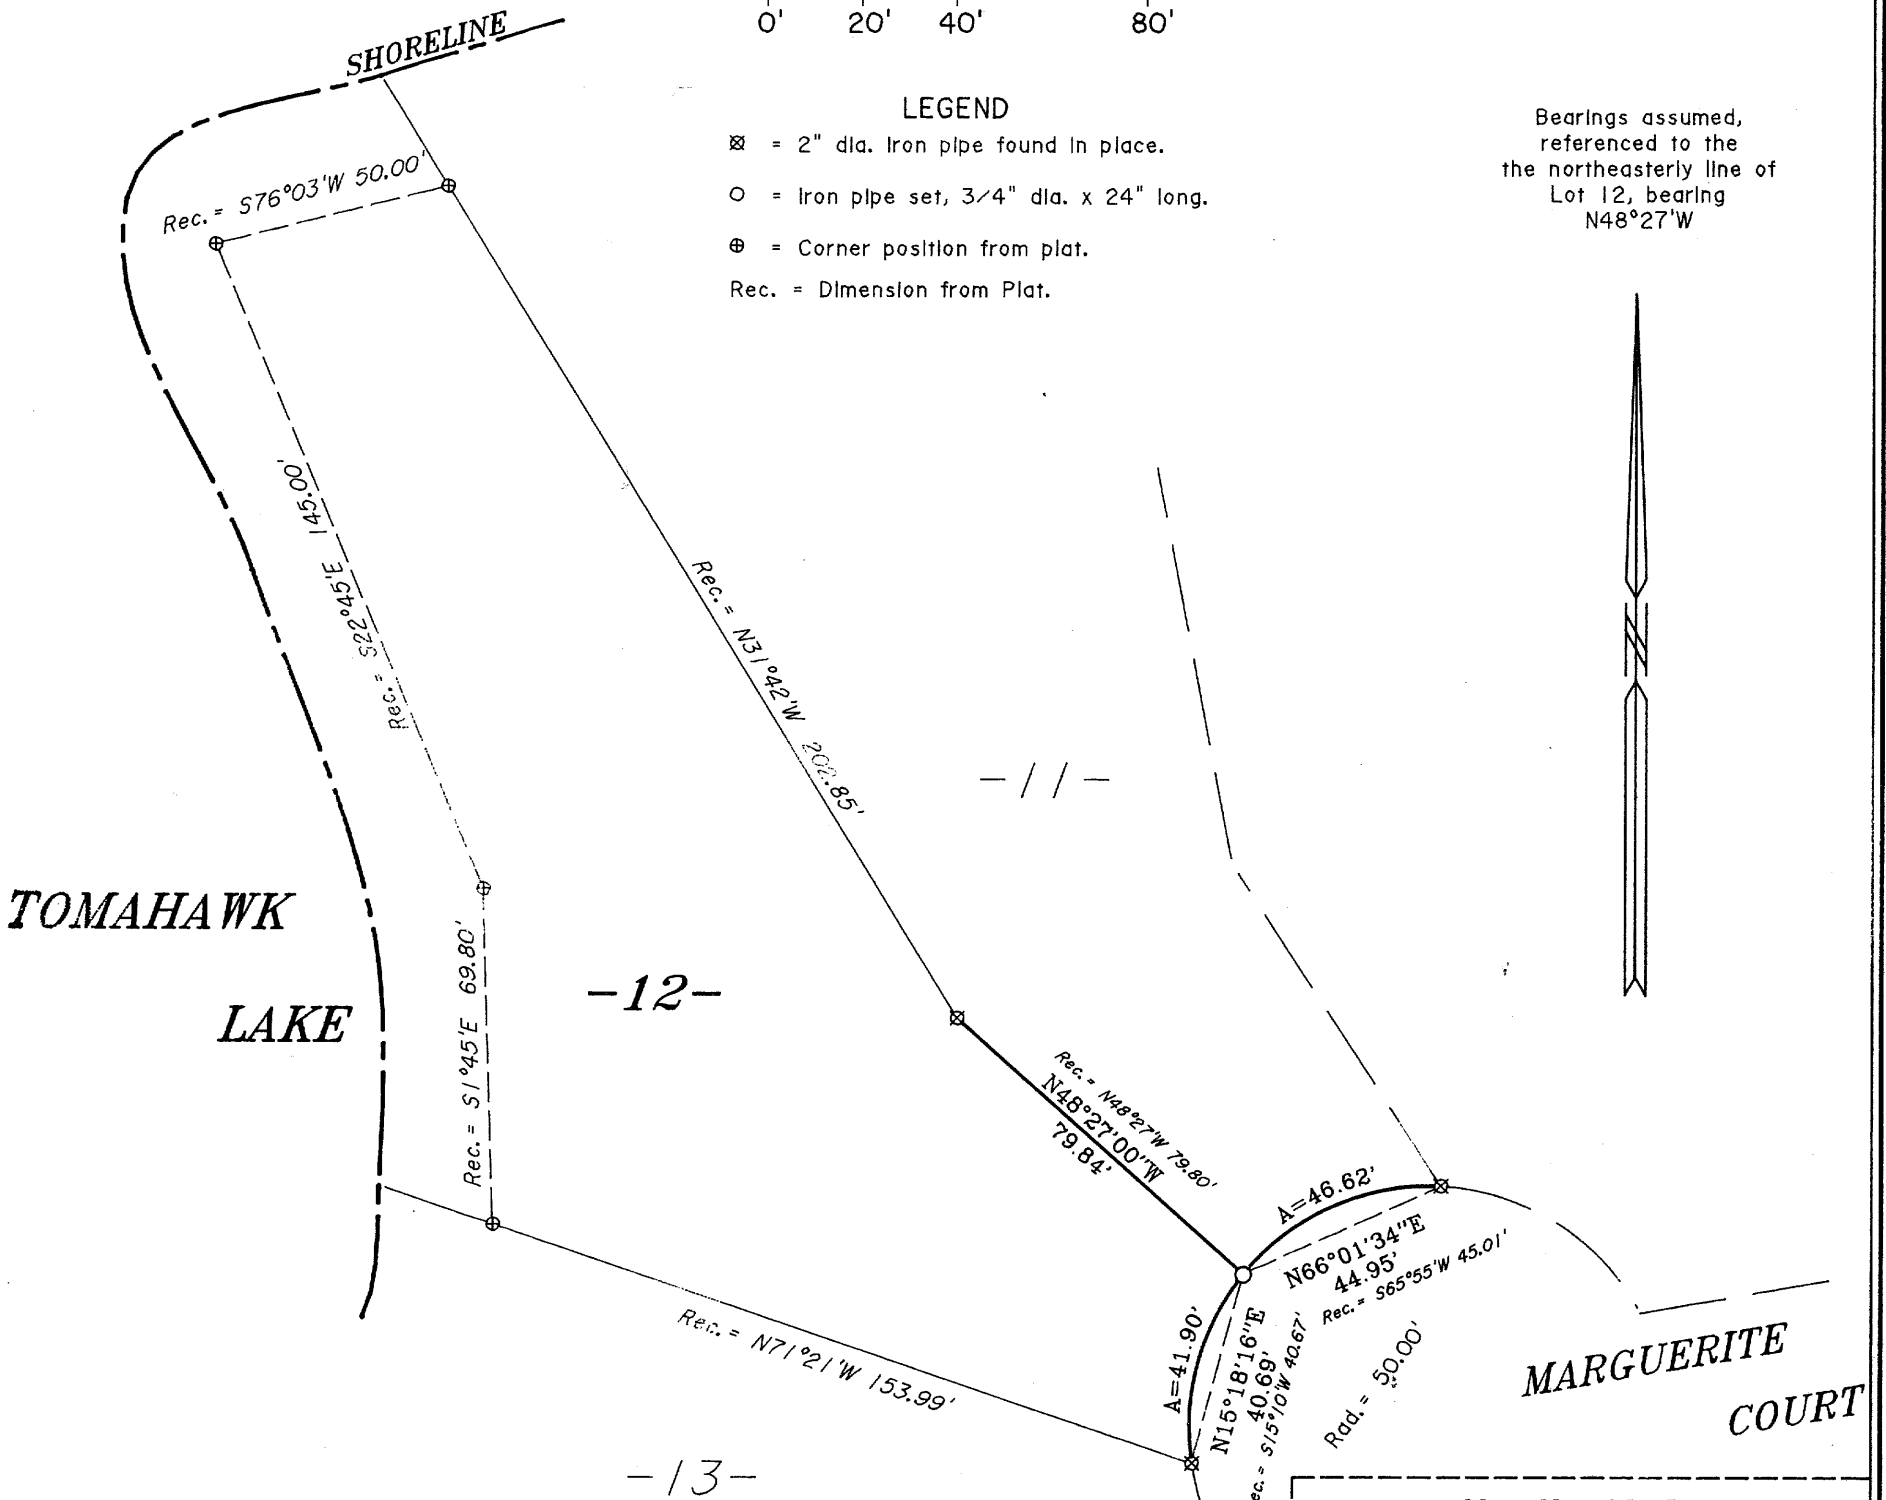 0' 20' 40' 80'
SHORELINE
LEGEND
= 2" dia. Iron pipe found in place.
= Iron pipe set, 3/4" dia. x 24" long.
= Corner position from plat.
Rec. = Dimension from Plat.
Bearings assumed,
referenced to the
the northeasterly line of
Lot 12, bearing
N48°27'W
Rec. = S76°03'W 50.00'
Rec. = S22°45'E 145.00'
Rec. = N31°42'W 202.85'
-11-
TOMAHAWK
LAKE
Rec. = S1°45'E 69.80'
-12-
Rec. = N48°27'W 79.80'
N48°27'00"W
79.84'
A=46.62'
N66°01'34"E
44.95'
Rec. = S65°55'W 45.01'
A=41.90'
N15°18'16"E
40.69'
Rec. = S15°10'W 40.67'
Rad. = 50.00'
Rec. = N71°21'W 153.99'
MARGUERITE
COURT
-13-